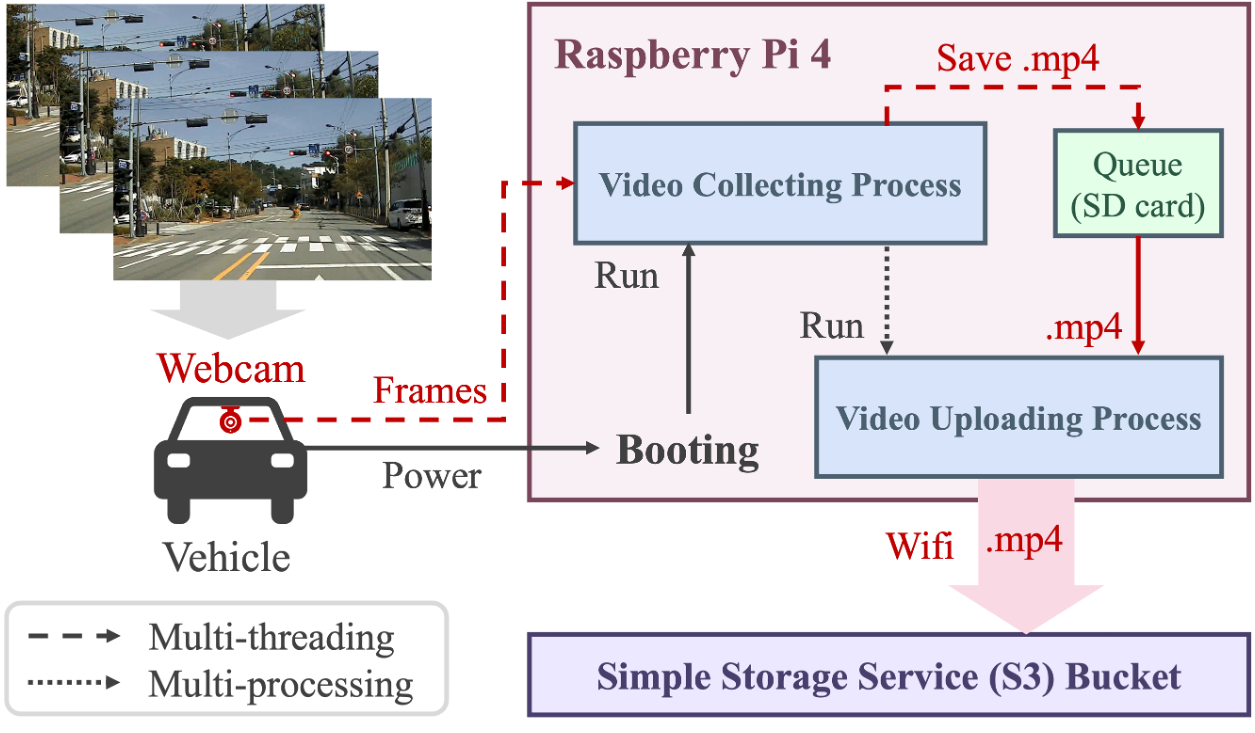 Raspberry Pi 4
Save .mp4
Video Collecting Process
Queue
(SD card)
Run
Run
.mp4
Webcam
Frames
Video Uploading Process
Booting
Power
Vehicle
Wifi
.mp4
Multi-threading
Multi-processing
Simple Storage Service (S3) Bucket